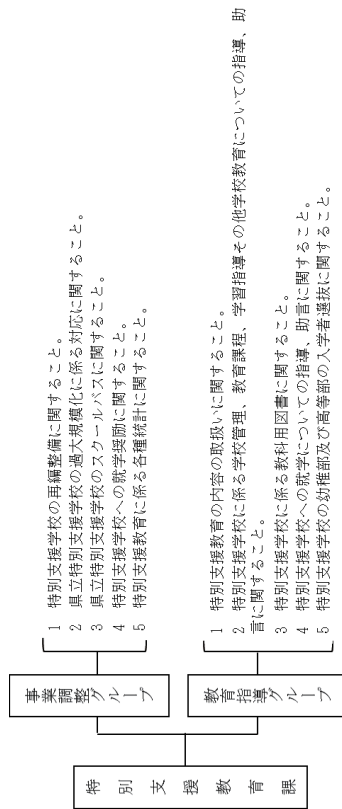 特別支援教育課
事業調整グループ
1 特別支援学校の再編整備に関すること。
2 県立特別支援学校の過大規模化に係る対応に関すること。
3 県立特別支援学校のスクールバスに関すること。
4 特別支援学校への就学奨励に関すること。
5 特別支援教育に係る各種統計に関すること。
教育指導グループ
1 特別支援教育の内容の取扱いに関すること。
2 特別支援学校に係る学校管理、教育課程、学習指導その他学校教育についての指導、助
言に関すること。
3 特別支援学校に係る教科用図書に関すること。
4 特別支援学校への就学についての指導、助言に関すること。
5 特別支援学校の幼稚部及び高等部の入学者選抜に関すること。